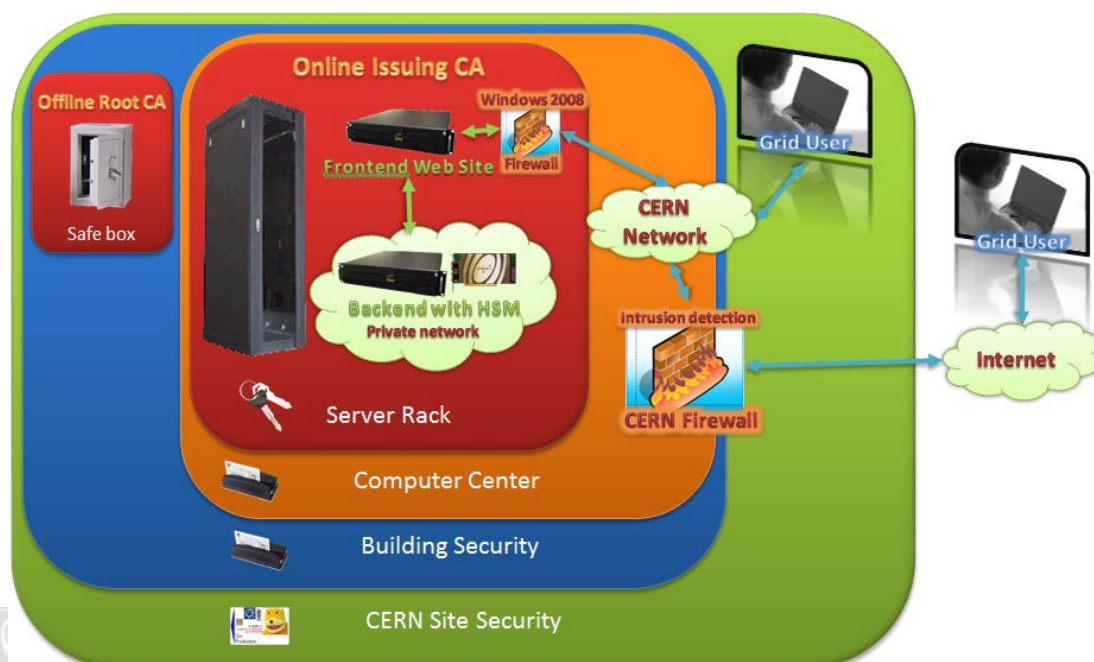 Online Issuing CA
Offline Root CA
Safe box
Windows 2008
Firewall
Frontend Web Site
Backend with HSM
Private network
Server Rack
Computer Center
Building Security
CERN Site Security
CERN
Network
Grid User
Intrusion detection
CERN Firewall
Grid User
Internet